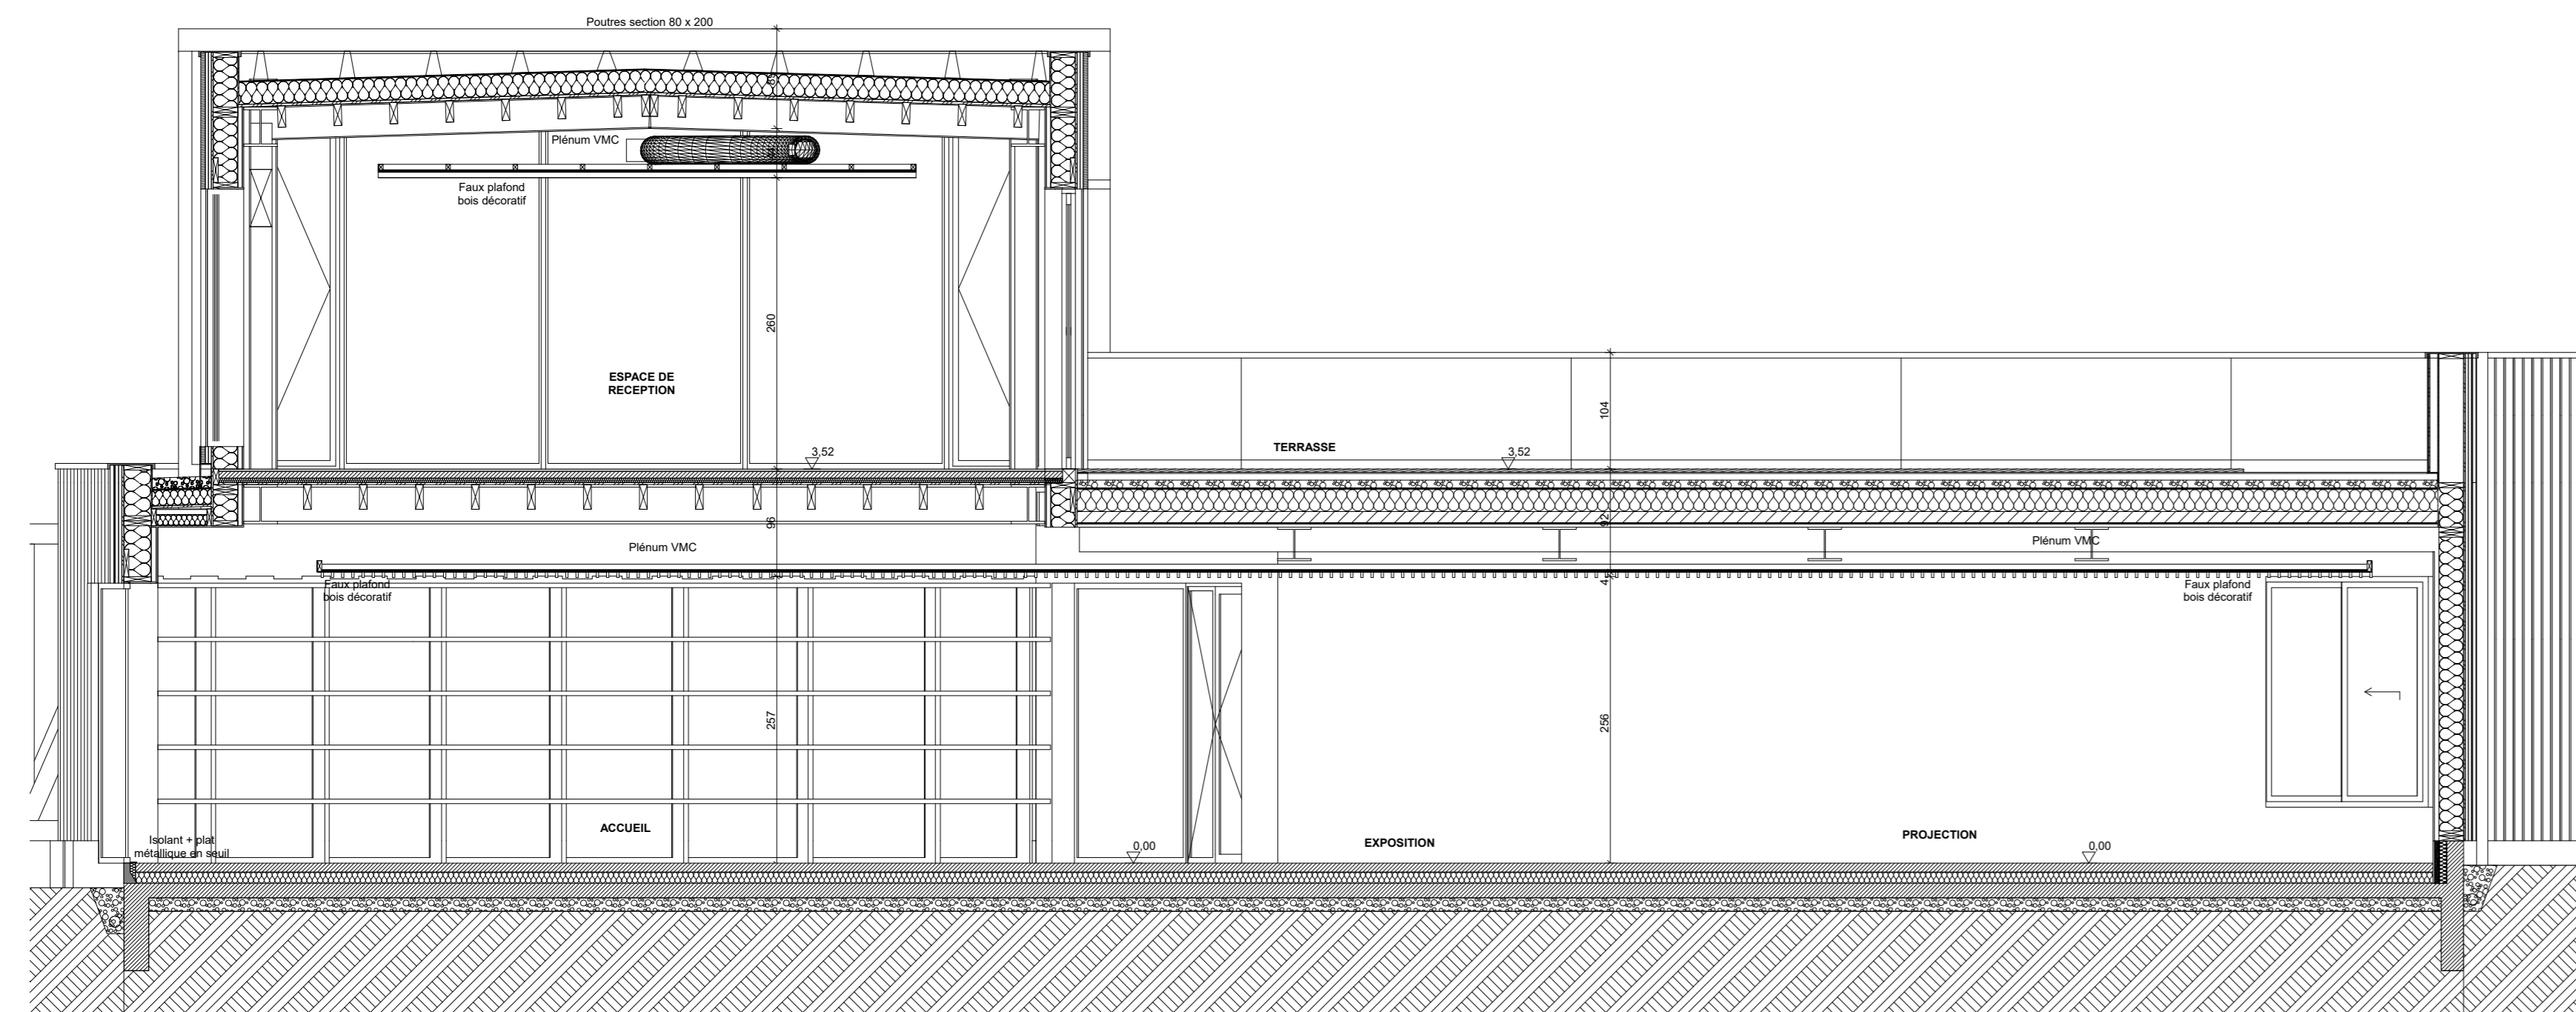 Poutres section 80 x 200
Plénum VMC
Faux plafond
bois décoratif
260
ESPACE DE
RECEPTION
3,52
TERRASSE
3,52
104
96
92
Plénum VMC
Plénum VMC
Faux plafond
bois décoratif
Faux plafond
bois décoratif
257
256
ACCUEIL
Isolant + plat
métallique en seuil
0,00
EXPOSITION
PROJECTION
0,00